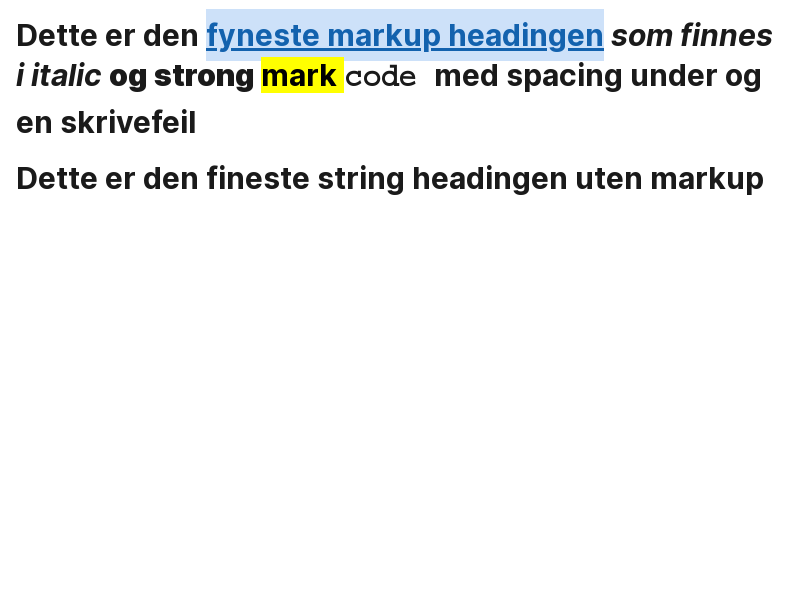 Dette er den fyneste markup headingen som finnes
i italic og strong mark code med spacing under og
en skrivefeil
Dette er den fineste string headingen uten markup